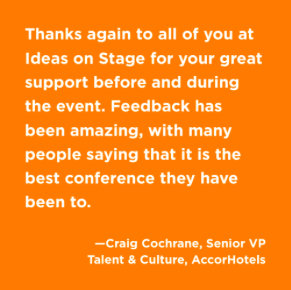 Thanks again to all of you at
Ideas on Stage for your great
support before and during
the event. Feedback has
been amazing, with many
people saying that it is the
best conference they have
been to.
—Craig Cochrane, Senior VP
Talent & Culture, AccorHotels